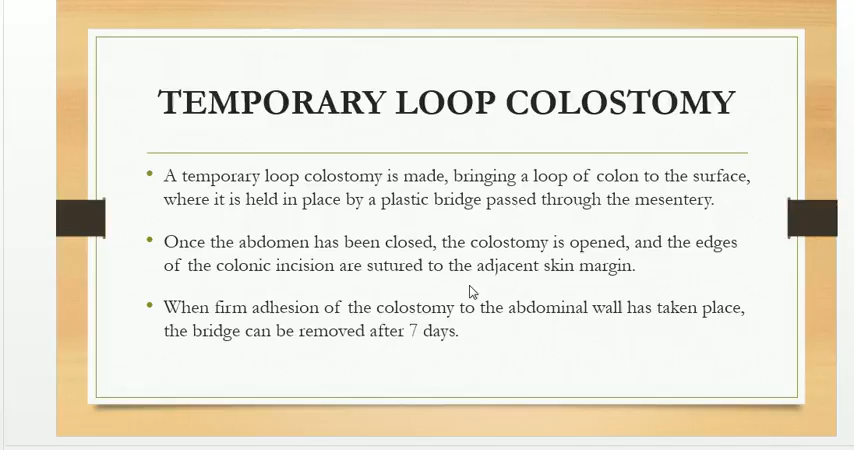 TEMPORARY LOOP COLOSTOMY
• A temporary loop colostomy is made, bringing a loop of colon to the surface,
where it is held in place by a plastic bridge passed through the mesentery.
• Once the abdomen has been closed, the colostomy is opened, and the edges
of the colonic incision are sutured to the adjacent skin margin.
• When firm adhesion of the colostomy to the abdominal wall has taken place,
the bridge can be removed after 7 days.